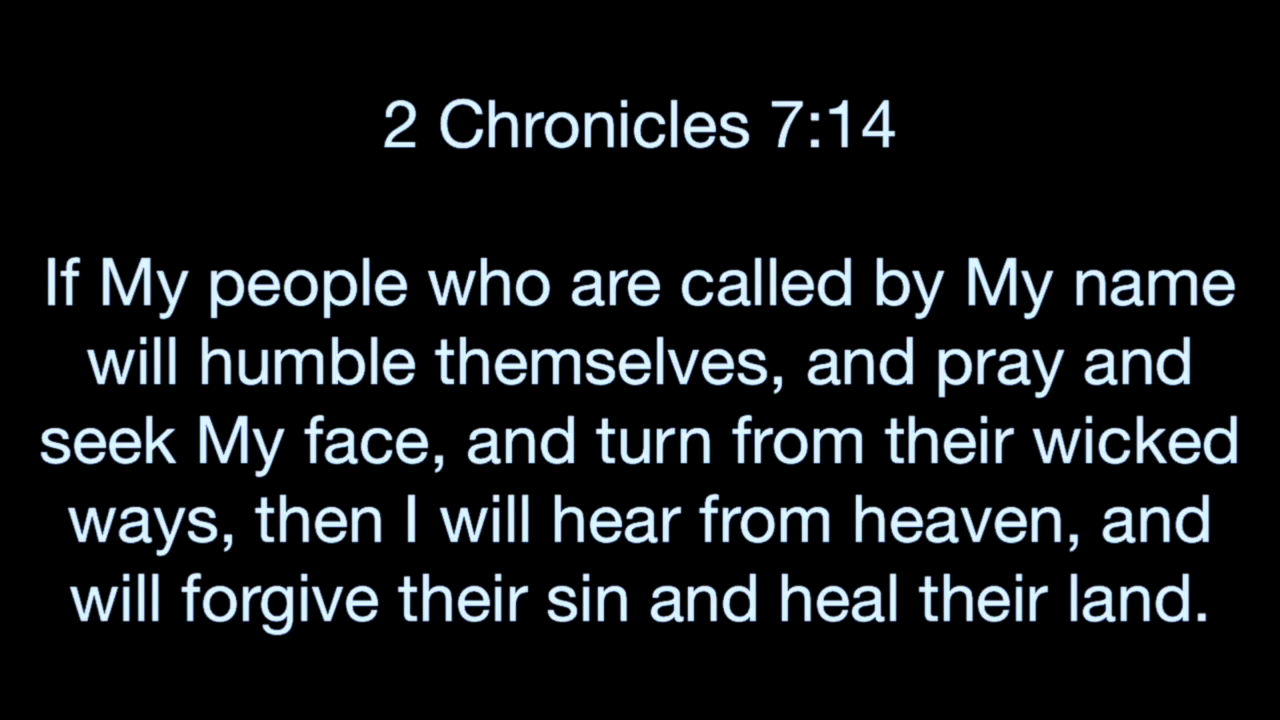 2 Chronicles 7:14
If My people who are called by My name
will humble themselves, and pray and
seek My face, and turn from their wicked
ways, then I will hear from heaven, and
will forgive their sin and heal their land.